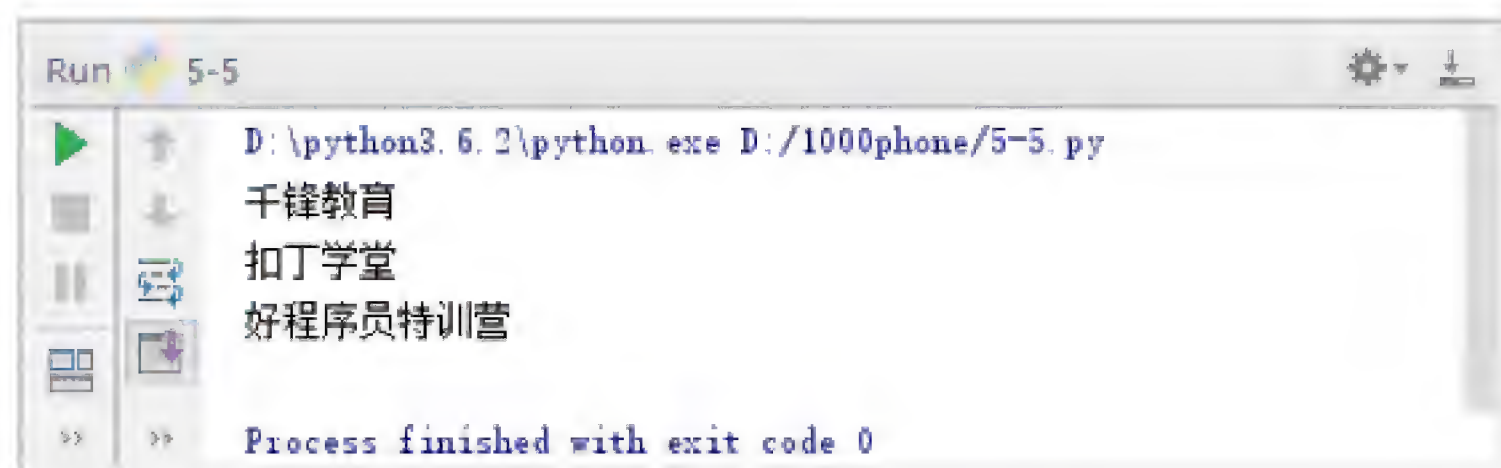 Run 5-5
D:\python3.6.2\python.exe D:/1000phone/5-5.py
千锋教育
扣丁学堂
好程序员特训营
Process finished with exit code 0